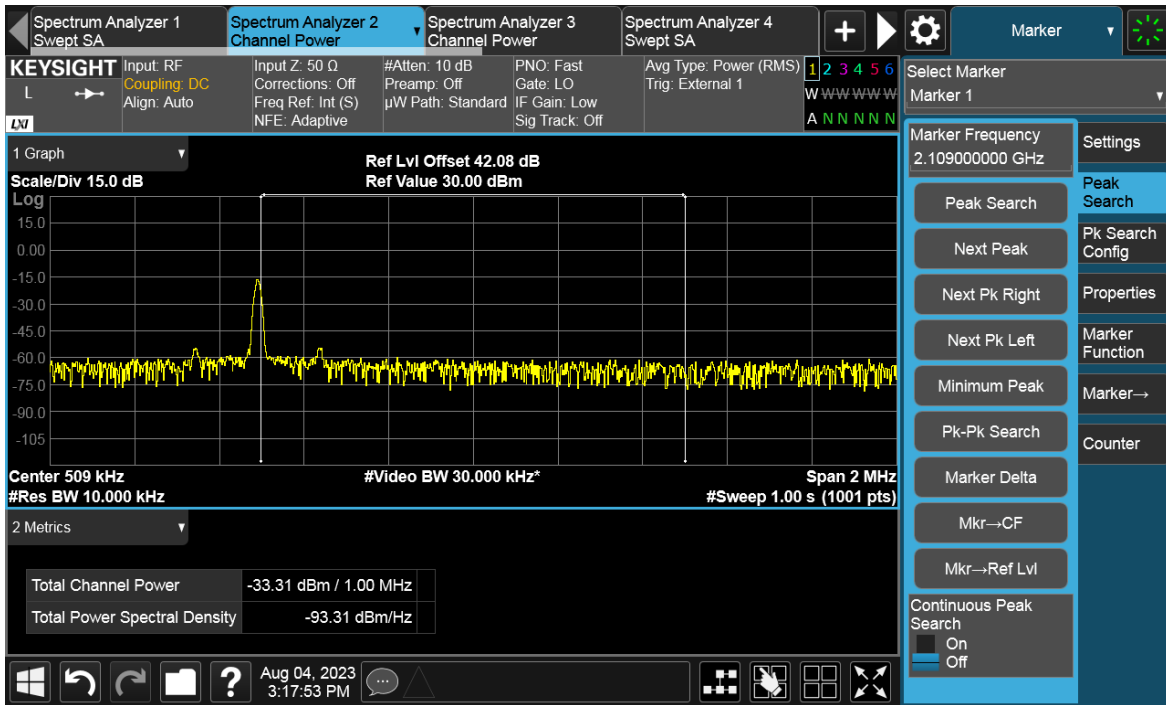 Spectrum Analyzer 1
Swept SA
Spectrum Analyzer 2
Channel Power
Spectrum Analyzer 3
Channel Power
Spectrum Analyzer 4
Swept SA
+
Marker
KEYSIGHT
L
LXI
Input: RF
Coupling: DC
Align: Auto
Input Z: 50 Ω
Corrections: Off
Freq Ref: Int (S)
NFE: Adaptive
#Atten: 10 dB
Preamp: Off
µW Path: Standard
PNO: Fast
Gate: LO
IF Gain: Low
Sig Track: Off
Avg Type: Power (RMS)
Trig: External 1
1 2 3 4 5 6
W W W W W W
A N N N N N
Select Marker
Marker 1
1 Graph
Scale/Div 15.0 dB
Ref Lvl Offset 42.08 dB
Ref Value 30.00 dBm
Log
15.0
0.00
-15.0
-30.0
-45.0
-60.0
-75.0
-90.0
-105
Center 509 kHz
#Video BW 30.000 kHz*
Span 2 MHz
#Res BW 10.000 kHz
#Sweep 1.00 s (1001 pts)
2 Metrics
Total Channel Power -33.31 dBm / 1.00 MHz
Total Power Spectral Density -93.31 dBm/Hz
Marker Frequency
2.109000000 GHz
Peak Search
Next Peak
Next Pk Right
Next Pk Left
Minimum Peak
Pk-Pk Search
Marker Delta
Mkr→CF
Mkr→Ref Lvl
Continuous Peak
Search
On
Off
Settings
Peak
Search
Pk Search
Config
Properties
Marker
Function
Marker→
Counter
?
Aug 04, 2023
3:17:53 PM